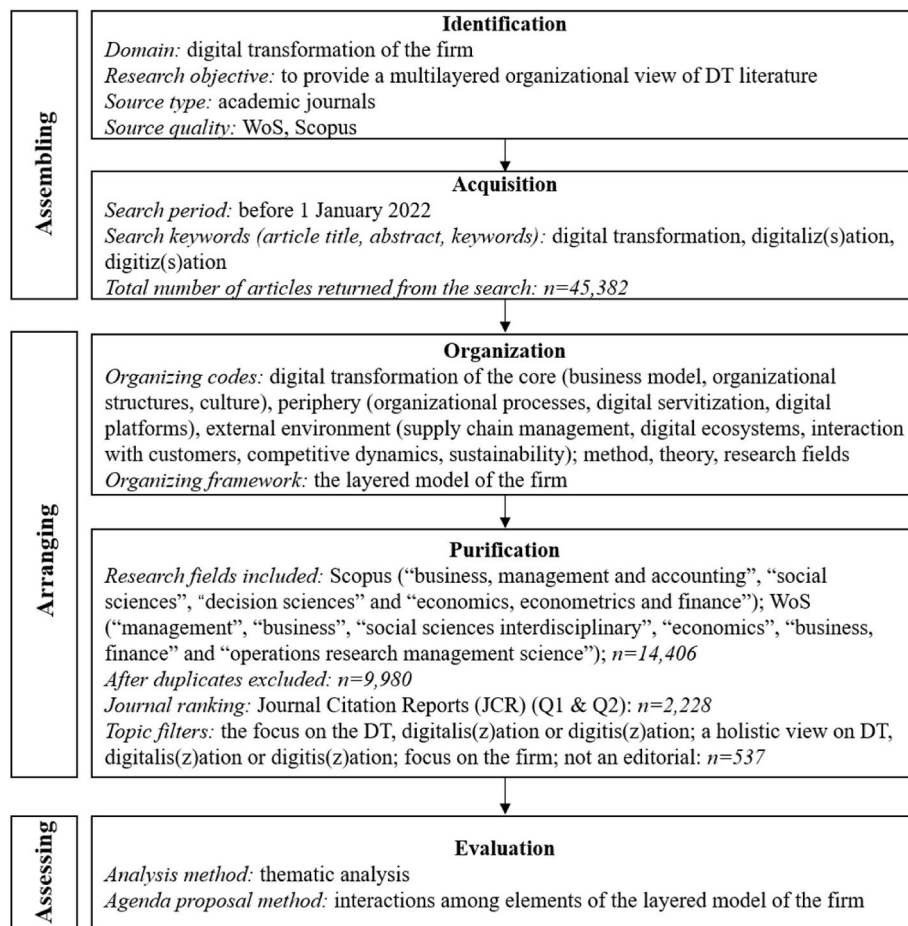 Assembling
Identification
Domain: digital transformation of the firm
Research objective: to provide a multilayered organizational view of DT literature
Source type: academic journals
Source quality: WoS, Scopus
Acquisition
Search period: before 1 January 2022
Search keywords (article title, abstract, keywords): digital transformation, digitaliz(s)ation,
digitiz(s)ation
Total number of articles returned from the search: n=45,382
Arranging
Organization
Organizing codes: digital transformation of the core (business model, organizational
structures, culture), periphery (organizational processes, digital servitization, digital
platforms), external environment (supply chain management, digital ecosystems, interaction
with customers, competitive dynamics, sustainability); method, theory, research fields
Organizing framework: the layered model of the firm
Purification
Research fields included: Scopus (“business, management and accounting”, “social
sciences”, “decision sciences” and “economics, econometrics and finance”); WoS
(“management”, “business”, “social sciences interdisciplinary”, “economics”, “business,
finance” and “operations research management science”); n=14,406
After duplicates excluded: n=9,980
Journal ranking: Journal Citation Reports (JCR) (Q1 & Q2): n=2,228
Topic filters: the focus on the DT, digitalis(z)ation or digitis(z)ation; a holistic view on DT,
digitalis(z)ation or digitis(z)ation; focus on the firm; not an editorial: n=537
Assessing
Evaluation
Analysis method: thematic analysis
Agenda proposal method: interactions among elements of the layered model of the firm